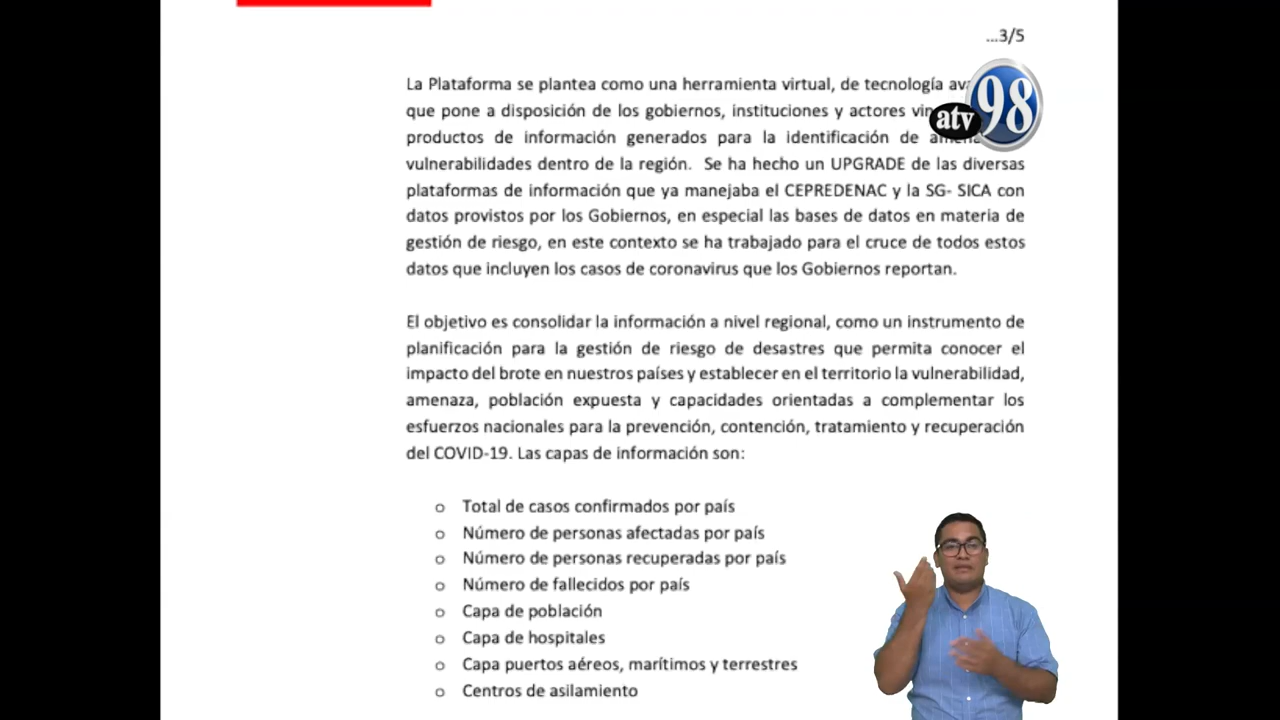 ...3/5
La Plataforma se plantea como una herramienta virtual, de tecnología
que pone a disposición de los gobiernos, instituciones y actores
productos de información generados para la identificación de
vulnerabilidades dentro de la región. Se ha hecho un UPGRADE de las diversas
plataformas de información que ya manejaba el CEPREDENAC y la SG- SICA con
datos provistos por los Gobiernos, en especial las bases de datos en materia de
gestión de riesgo, en este contexto se ha trabajado para el cruce de todos estos
datos que incluyen los casos de coronavirus que los Gobiernos reportan.
El objetivo es consolidar la información a nivel regional, como un instrumento de
planificación para la gestión de riesgo de desastres que permita conocer el
impacto del brote en nuestros países y establecer en el territorio la vulnerabilidad,
amenaza, población expuesta y capacidades orientadas a complementar los
esfuerzos nacionales para la prevención, contención, tratamiento y recuperación
del COVID-19. Las capas de información son:
o Total de casos confirmados por país
o Número de personas afectadas por país
o Número de personas recuperadas por país
o Número de fallecidos por país
o Capa de población
o Capa de hospitales
o Capa puertos aéreos, marítimos y terrestres
o Centros de asilamiento
atv 98